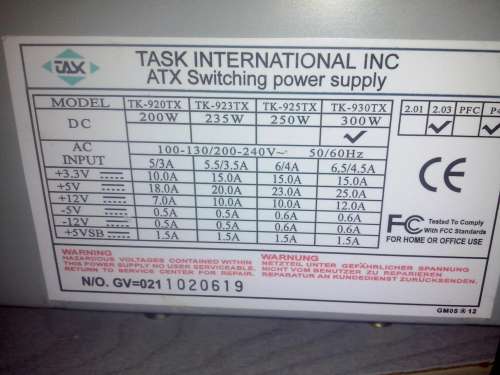 TASK
TASK INTERNATIONAL INC
ATX Switching power supply
MODEL TK-920TX TK-923TX TK-925TX TK-930TX
DC 200W 235W 250W 300W ✓
2.01 2.03 ✓ PFC
AC INPUT 100-130/200-240V~ 50/60Hz
5/3A 5.5/3.5A 6/4A 6.5/4.5A
+3.3V 10.0A 15.0A 15.0A 15.0A
+5V 18.0A 20.0A 23.0A 25.0A
+12V 7.0A 10.0A 10.0A 12.0A
-5V 0.5A 0.5A 0.6A 0.6A
-12V 0.5A 0.5A 0.6A 0.6A
+5VSB 1.5A 1.5A 1.5A 1.5A
CE
FC Tested To Comply
With FCC Standards
FOR HOME OR OFFICE USE
WARNING
HAZARDOUS VOLTAGES CONTAINED WITHIN
THIS POWER SUPPLY NO USER SERVICEABLE.
RETURN TO SERVICE CENTER FOR REPAIR.
WARNUNG
NETZTEIL UNTER GEFÄHRLICHER SPANUNG
NICHT VOM BENUTZER ZU REPARIEREN
REPARATUR AN KUNDEDIENST ZURÜCKSENDEN.
N/O. GV=021 1020619